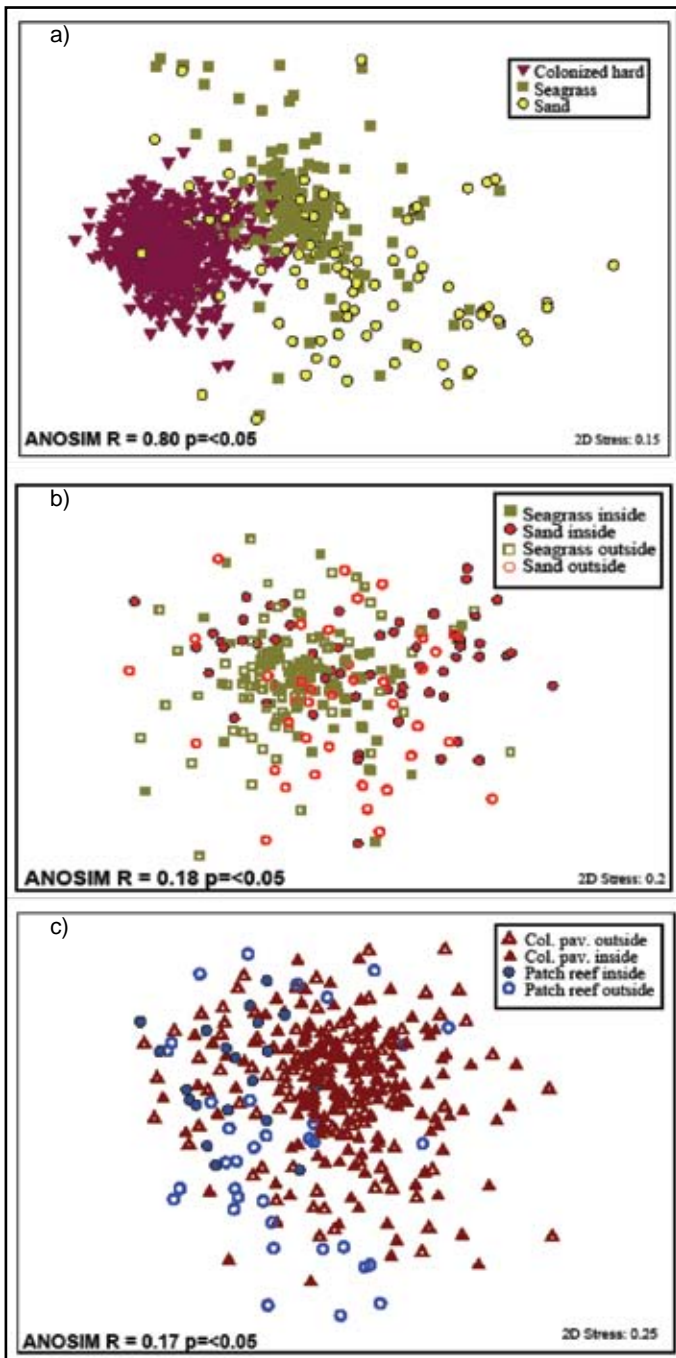 a)
Colonized hard
Seagrass
Sand
ANOSIM R = 0.80 p=<0.05
2D Stress: 0.15
b)
Seagrass inside
Sand inside
Seagrass outside
Sand outside
ANOSIM R = 0.18 p=<0.05
2D Stress: 0.2
c)
Col. pav. outside
Col. pav. inside
Patch reef inside
Patch reef outside
ANOSIM R = 0.17 p=<0.05
2D Stress: 0.25